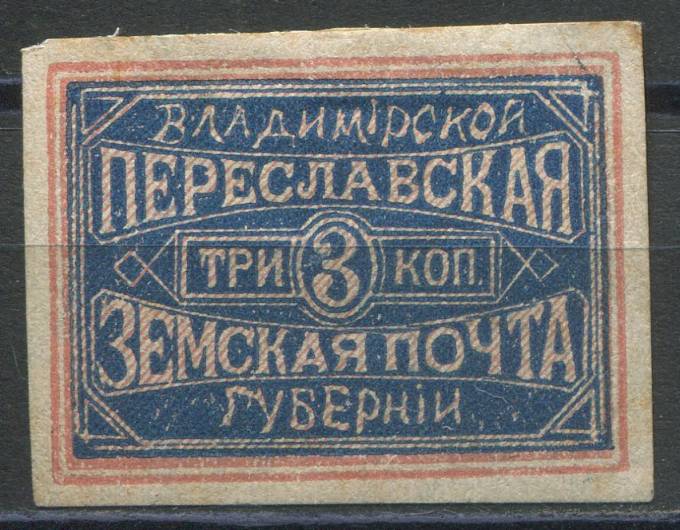 ВЛАДИМІРСКОЙ
ПЕРЕСЛАВСКАЯ
ТРИ 3 КОП.
ЗЕМСКАЯ ПОЧТА
ГУБЕРНІИ